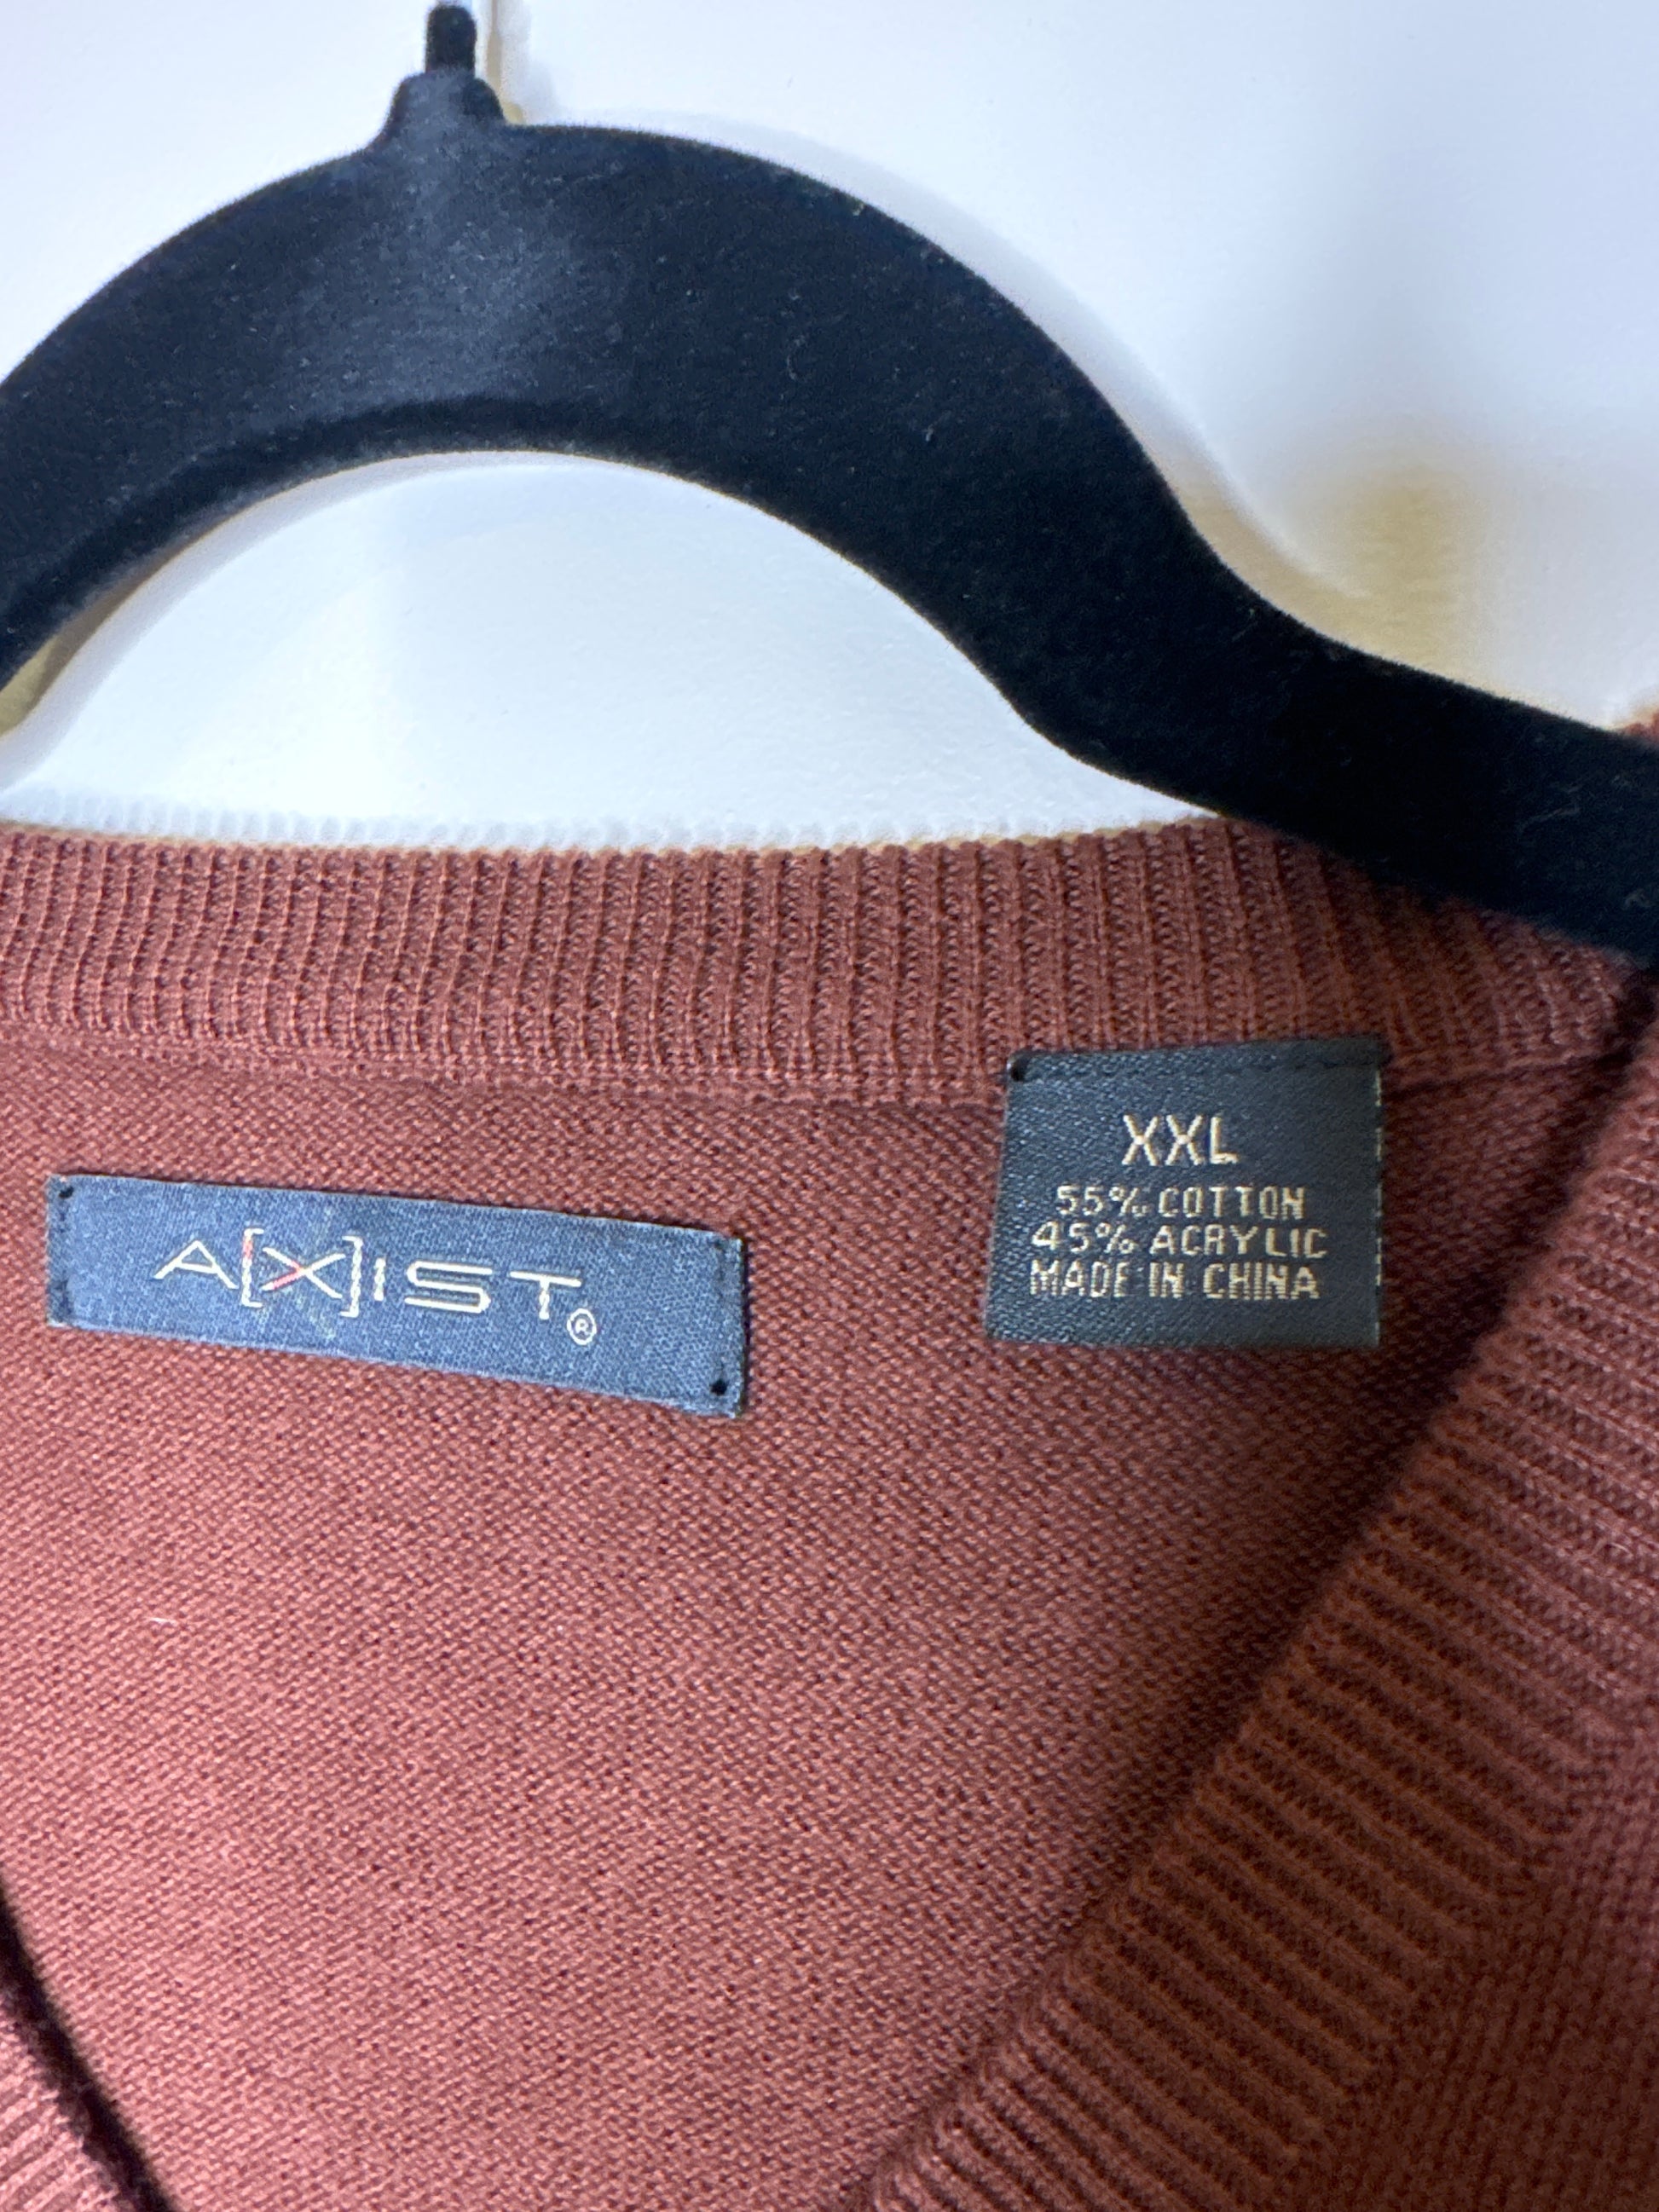 A[X]IST®
XXL
55% COTTON
45% ACRYLIC
MADE IN CHINA